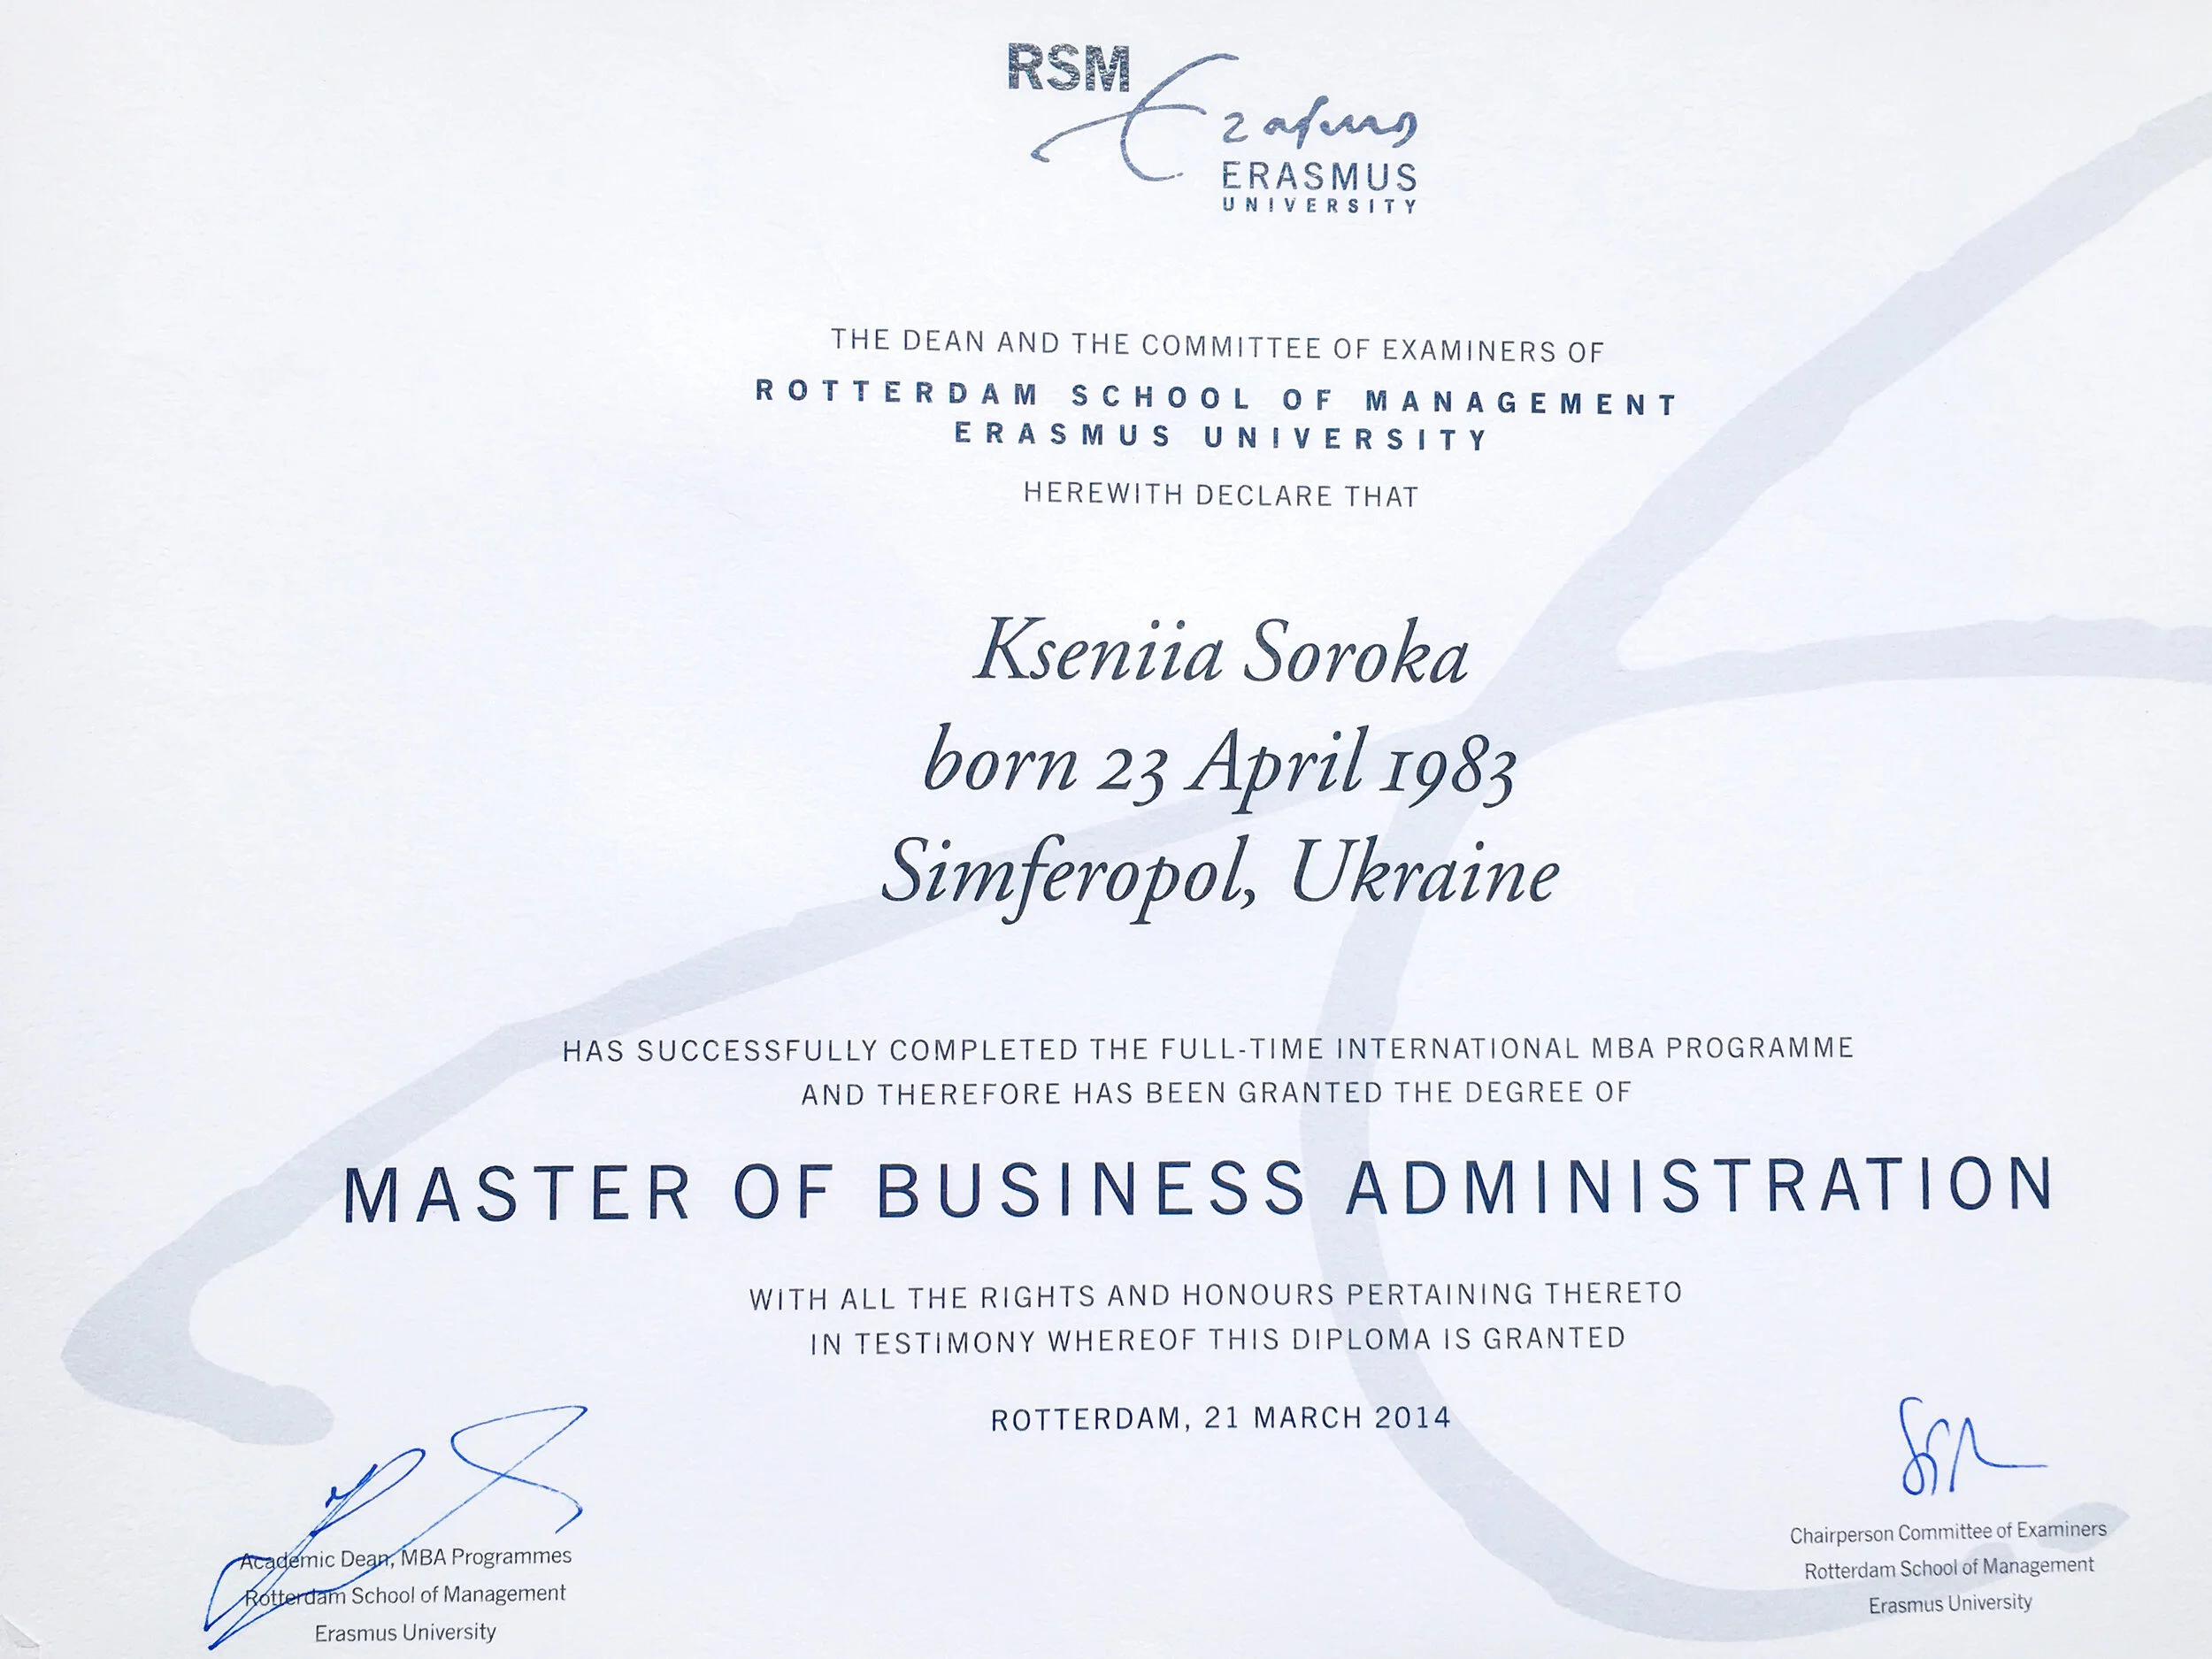 RSM
Erasmus
ERASMUS
UNIVERSITY
THE DEAN AND THE COMMITTEE OF EXAMINERS OF
ROTTERDAM SCHOOL OF MANAGEMENT
ERASMUS UNIVERSITY
HEREWITH DECLARE THAT
Kseniia Soroka
born 23 April 1983
Simferopol, Ukraine
HAS SUCCESSFULLY COMPLETED THE FULL-TIME INTERNATIONAL MBA PROGRAMME
AND THEREFORE HAS BEEN GRANTED THE DEGREE OF
MASTER OF BUSINESS ADMINISTRATION
WITH ALL THE RIGHTS AND HONOURS PERTAINING THERETO
IN TESTIMONY WHEREOF THIS DIPLOMA IS GRANTED
ROTTERDAM, 21 MARCH 2014
Academic Dean, MBA Programmes
Rotterdam School of Management
Erasmus University
Chairperson Committee of Examiners
Rotterdam School of Management
Erasmus University